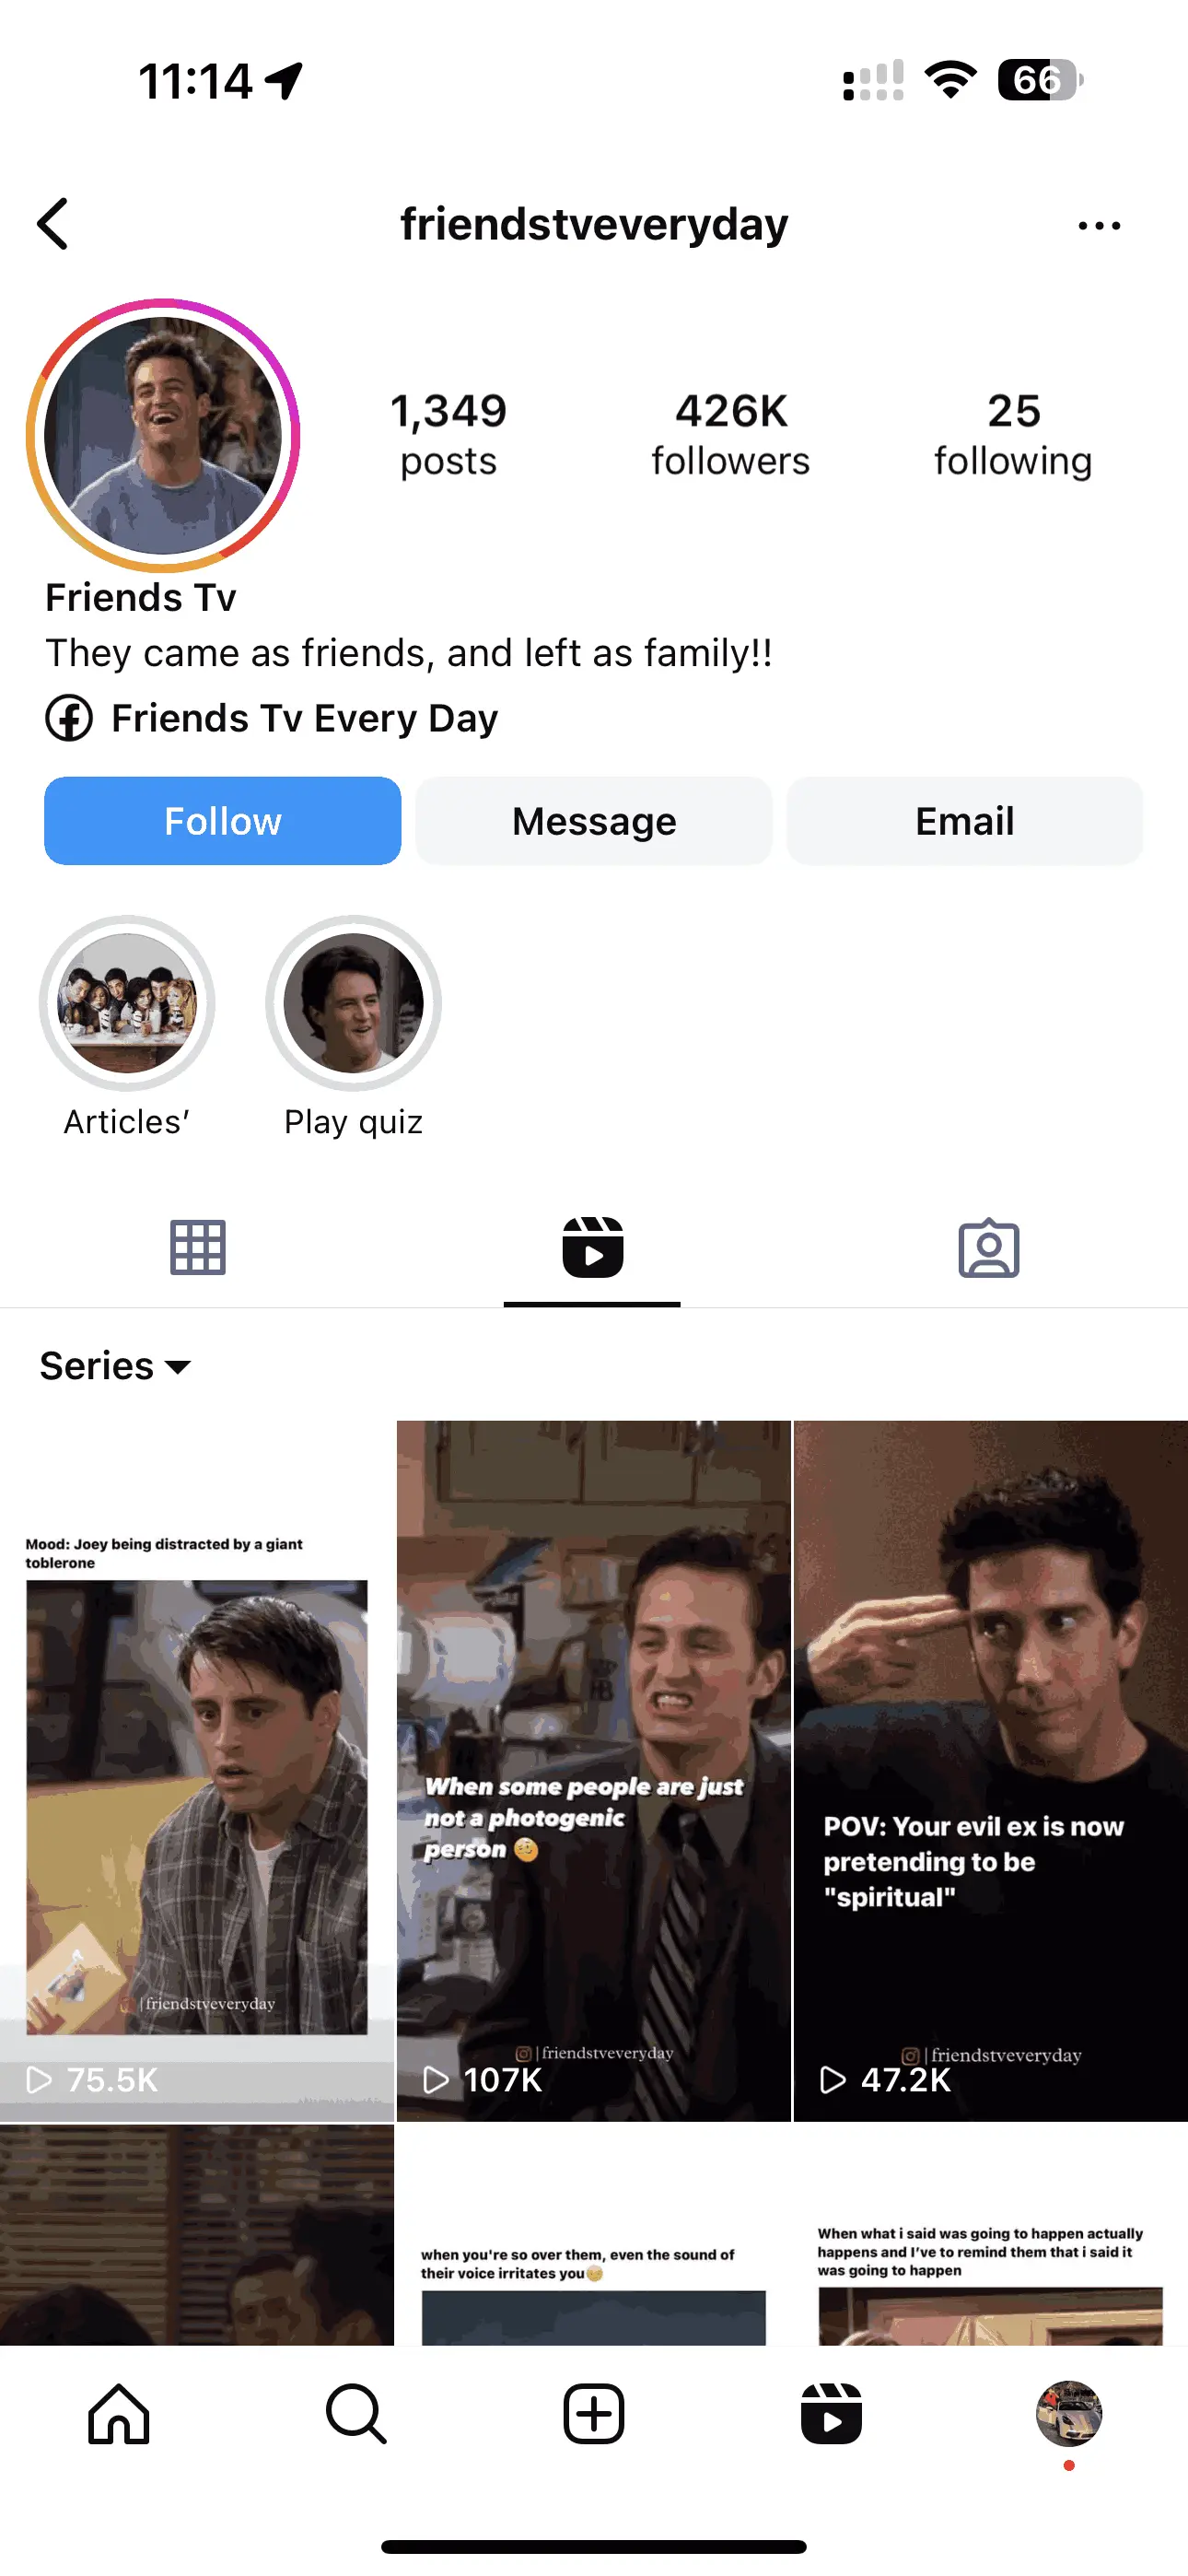 11:14
66
friendstveveryday
1,349
posts
426K
followers
25
following
Friends Tv
They came as friends, and left as family!!
Friends Tv Every Day
Follow
Message
Email
Articles’
Play quiz
Series
Mood: Joey being distracted by a giant
toblerone
|friendstveveryday
75.5K
When some people are just
not a photogenic
person 🤨
|friendstveveryday
107K
POV: Your evil ex is now
pretending to be
"spiritual"
|friendstveveryday
47.2K
when you're so over them, even the sound of
their voice irritates you
When what i said was going to happen actually
happens and I've to remind them that i said it
was going to happen